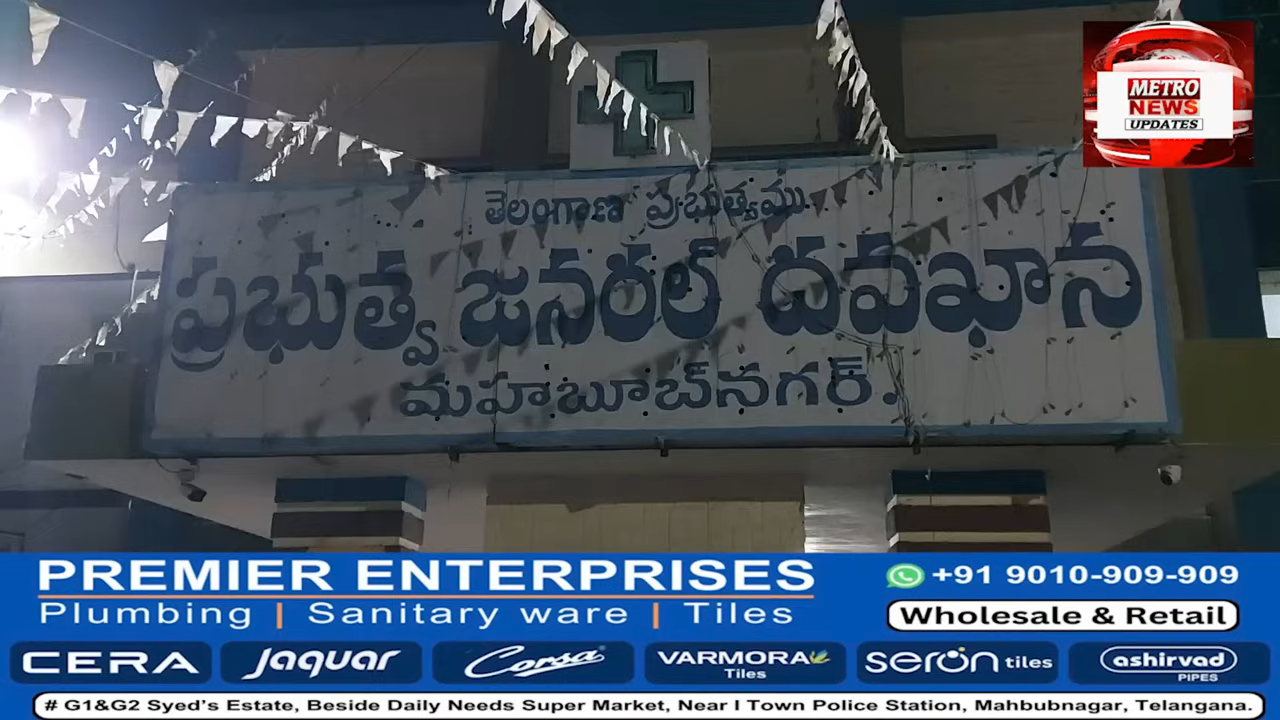 METRO
NEWS
UPDATES
తెలంగాణ ప్రభుత్వము
ప్రభుత్వ జనరల్ దవఖాన
మహబూబ్‌నగర్.
PREMIER ENTERPRISES
Plumbing | Sanitary ware | Tiles
+91 9010-909-909
Wholesale & Retail
CERA
Jaquar
Corsa
VARMORA
Tiles
seron tiles
ashirvad
PIPES
# G1&G2 Syed's Estate, Beside Daily Needs Super Market, Near I Town Police Station, Mahbubnagar, Telangana.